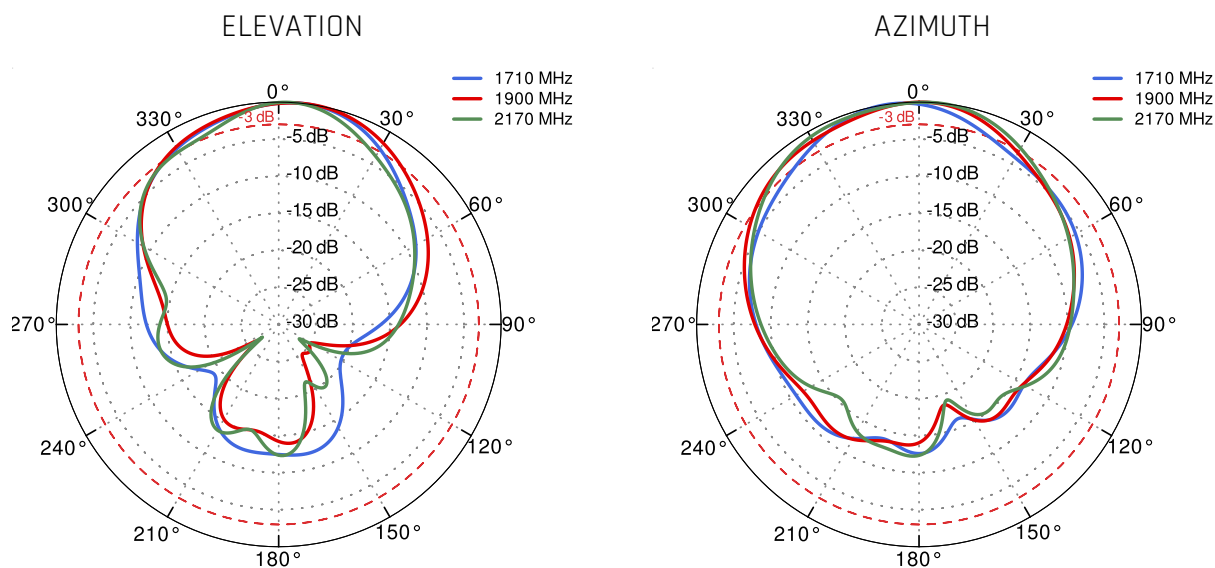 ELEVATION
1710 MHz
1900 MHz
2170 MHz
0°
30°
60°
90°
120°
150°
180°
210°
240°
270°
300°
330°
-3 dB
-5 dB
-10 dB
-15 dB
-20 dB
-25 dB
-30 dB
AZIMUTH
1710 MHz
1900 MHz
2170 MHz
0°
30°
60°
90°
120°
150°
180°
210°
240°
270°
300°
330°
-3 dB
-5 dB
-10 dB
-15 dB
-20 dB
-25 dB
-30 dB